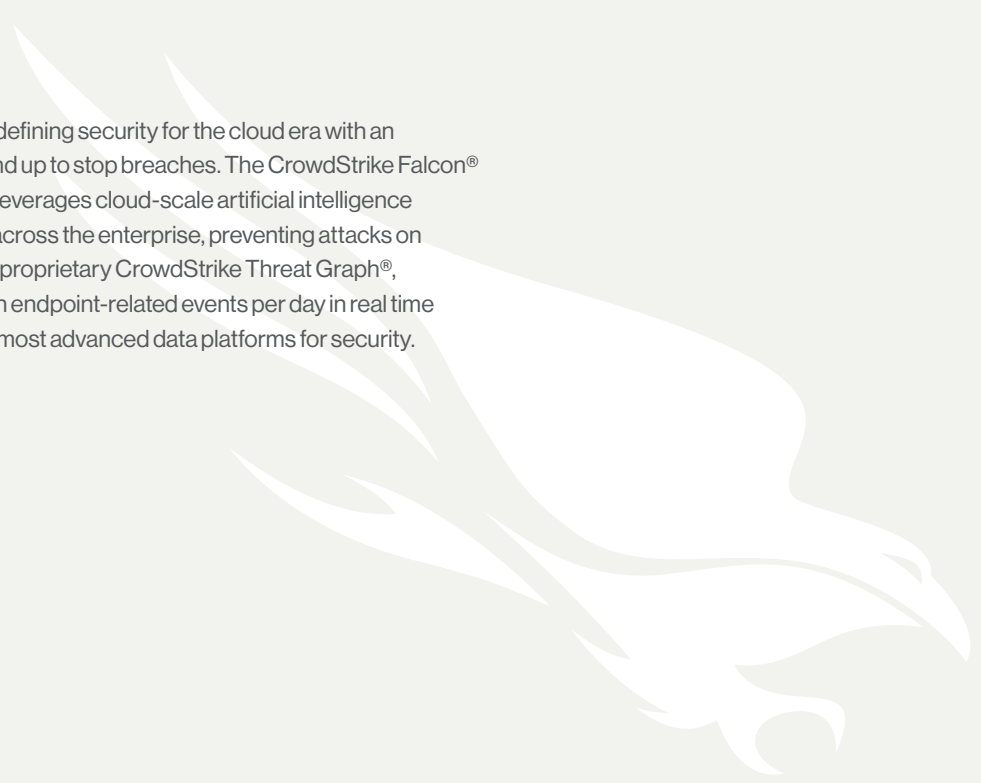 defining security for the cloud era with an
nd up to stop breaches. The CrowdStrike Falcon®
everages cloud-scale artificial intelligence
across the enterprise, preventing attacks on
proprietary CrowdStrike Threat Graph®,
n endpoint-related events per day in real time
most advanced data platforms for security.